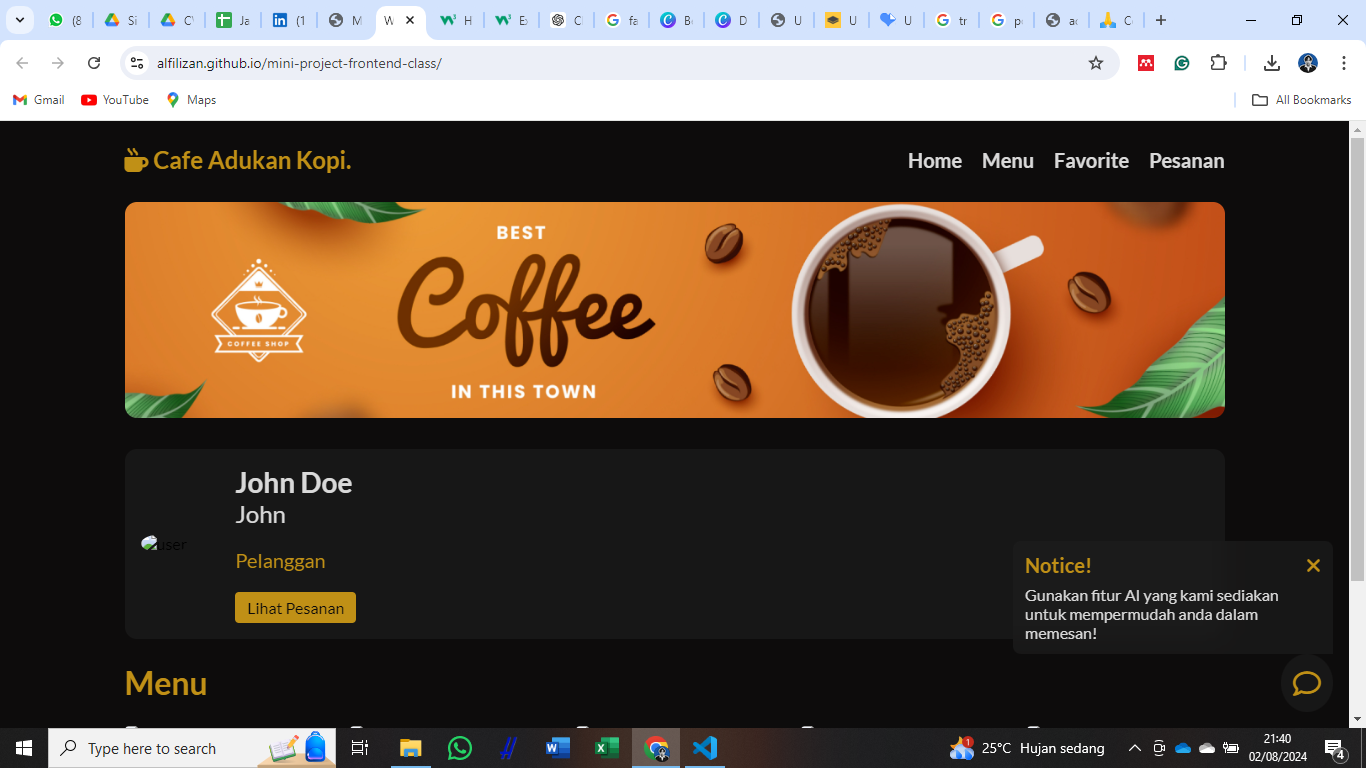 (8
Si
CV
Ja
(1
M
W
H
Ex
C
fa
B
D
U
U
U
tr
p
ac
C
alfilizan.github.io/mini-project-frontend-class/
Gmail YouTube Maps All Bookmarks
Cafe Adukan Kopi. Home Menu Favorite Pesanan
BEST
Coffee
IN THIS TOWN
COFFEE SHOP
John Doe
John
user
Pelanggan
Lihat Pesanan
Notice!
Gunakan fitur AI yang kami sediakan
untuk mempermudah anda dalam
memesan!
Menu
Type here to search
25°C Hujan sedang
21:40
02/08/2024
4